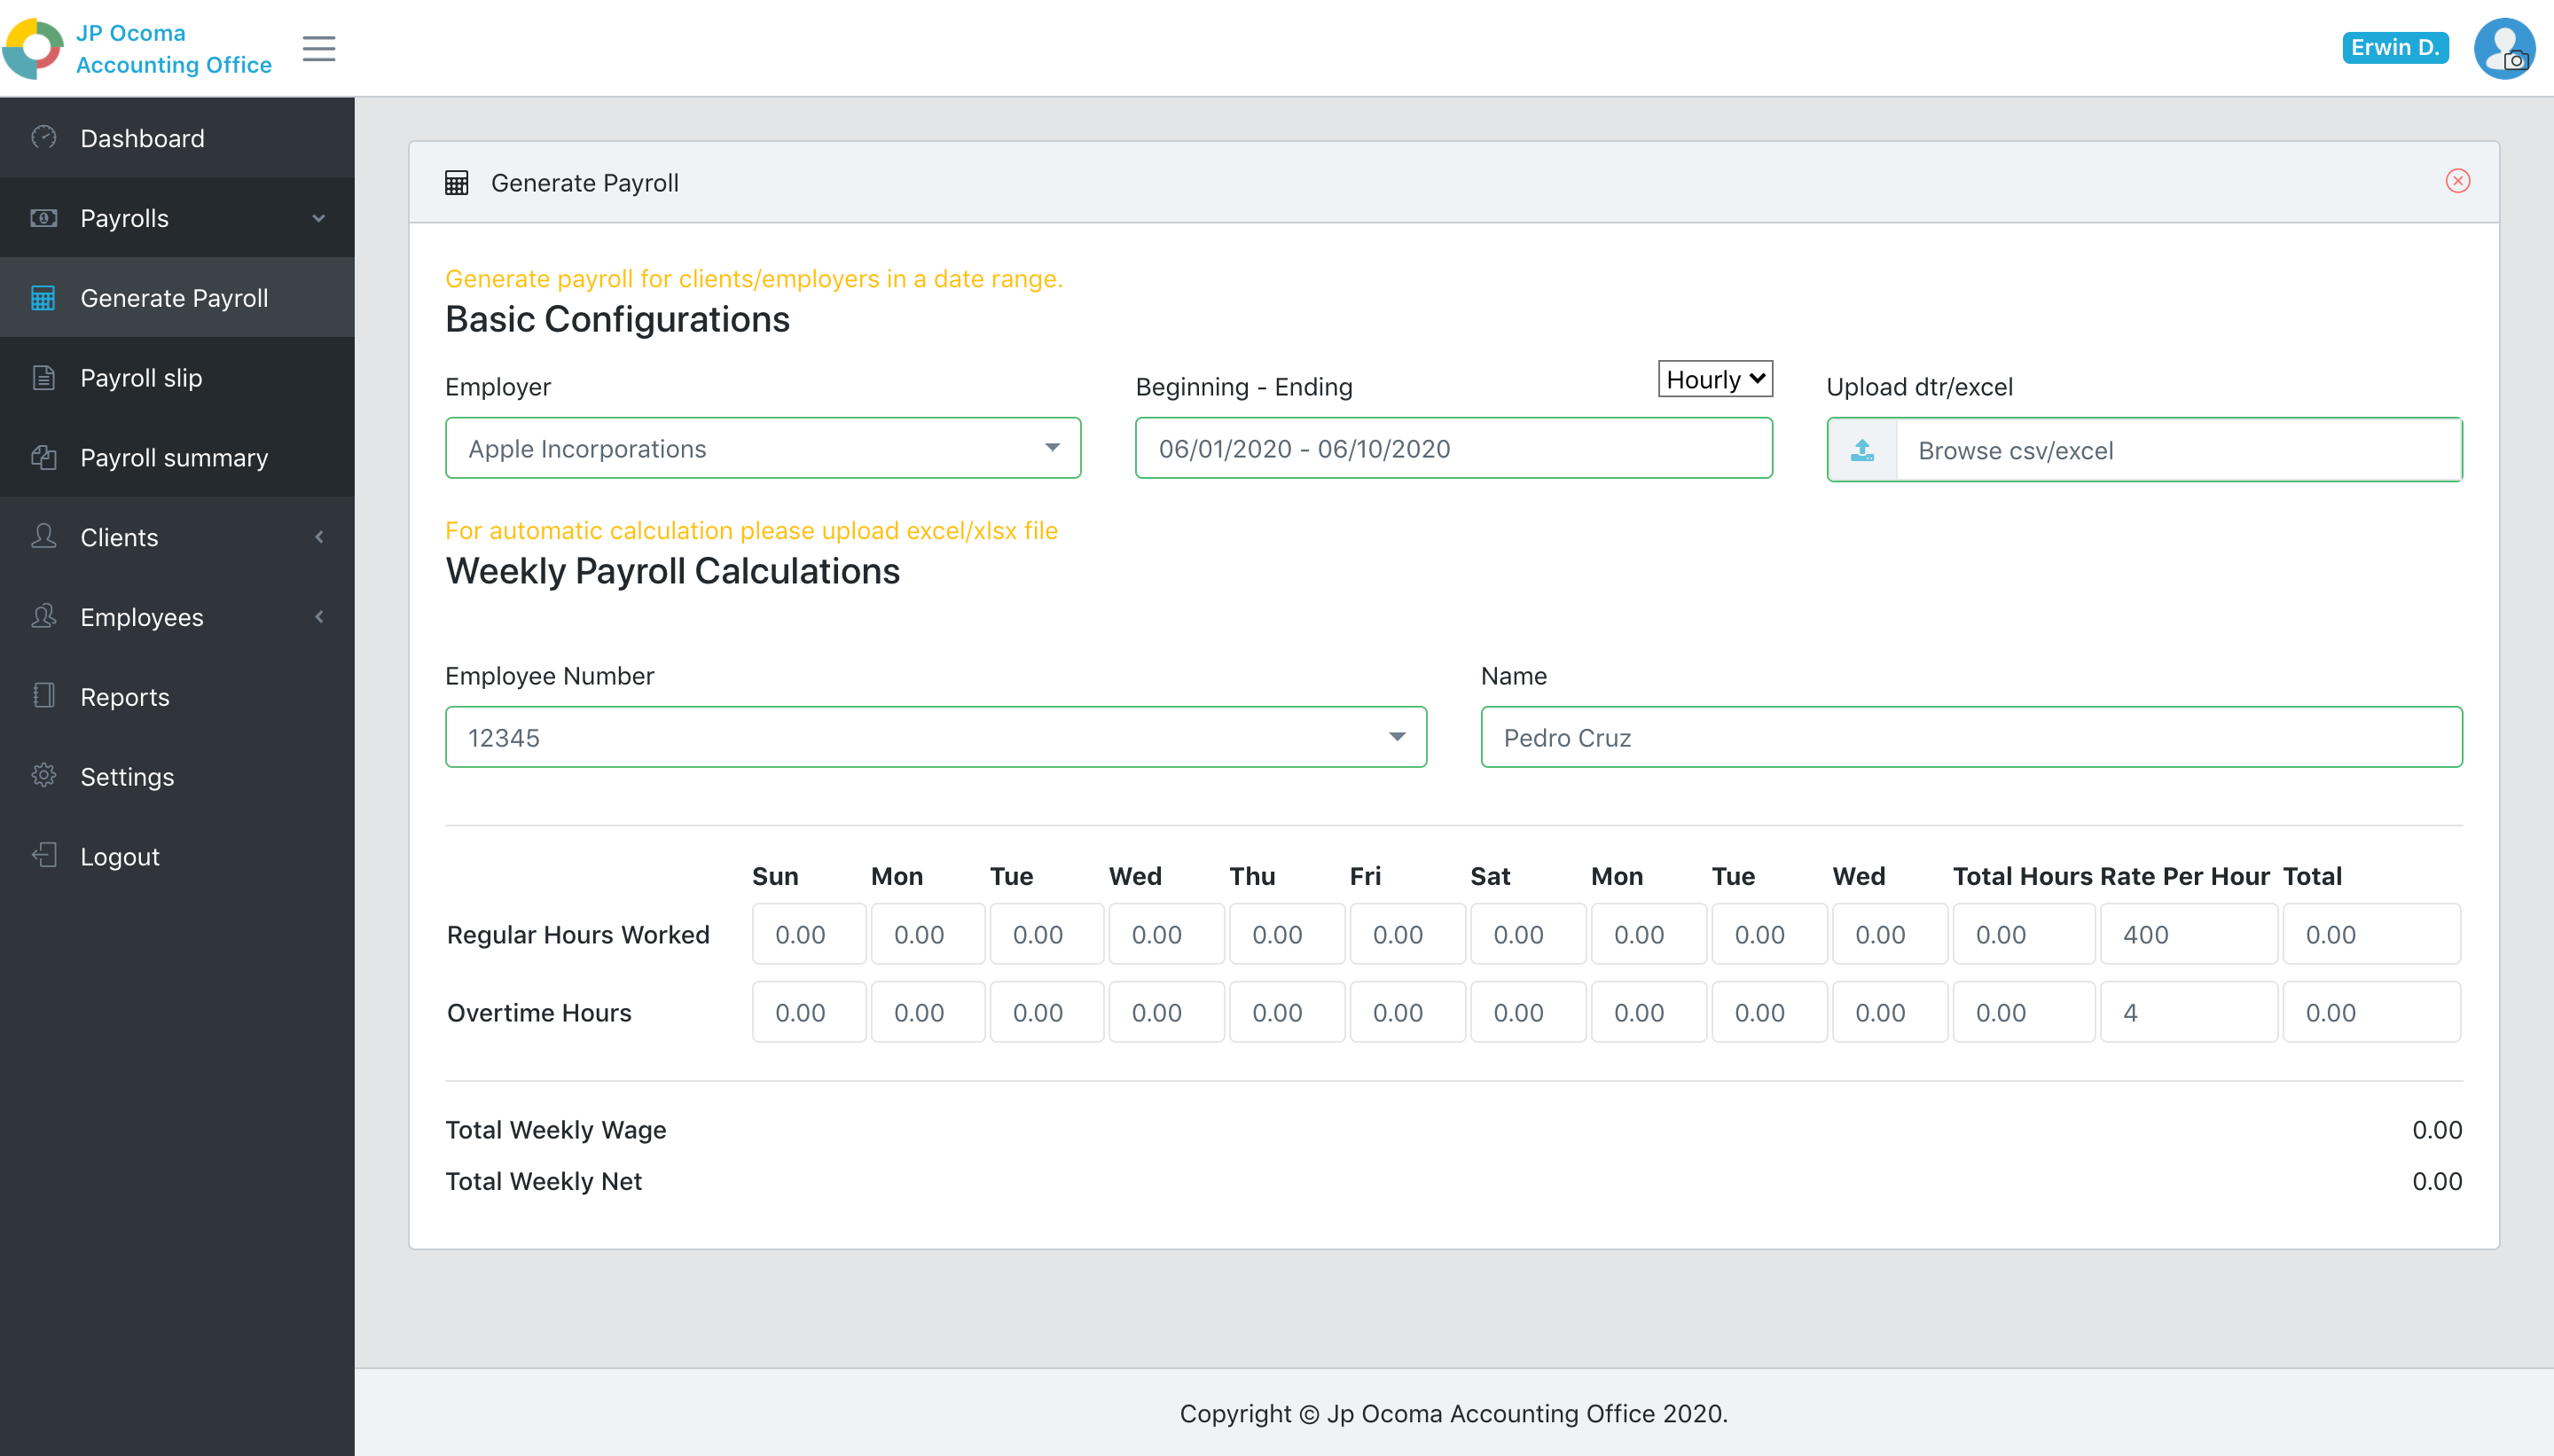 JP Ocoma
Accounting Office
Erwin D.
Dashboard
Payrolls
Generate Payroll
Payroll slip
Payroll summary
Clients
Employees
Reports
Settings
Logout
Generate Payroll
Generate payroll for clients/employers in a date range.
Basic Configurations
Employer
Beginning - Ending
Hourly
Upload dtr/excel
Apple Incorporations
06/01/2020 - 06/10/2020
Browse csv/excel
For automatic calculation please upload excel/xlsx file
Weekly Payroll Calculations
Employee Number
Name
12345
Pedro Cruz
Sun Mon Tue Wed Thu Fri Sat Mon Tue Wed Total Hours Rate Per Hour Total
Regular Hours Worked 0.00 0.00 0.00 0.00 0.00 0.00 0.00 0.00 0.00 0.00 0.00 400 0.00
Overtime Hours 0.00 0.00 0.00 0.00 0.00 0.00 0.00 0.00 0.00 0.00 0.00 4 0.00
Total Weekly Wage 0.00
Total Weekly Net 0.00
Copyright © Jp Ocoma Accounting Office 2020.